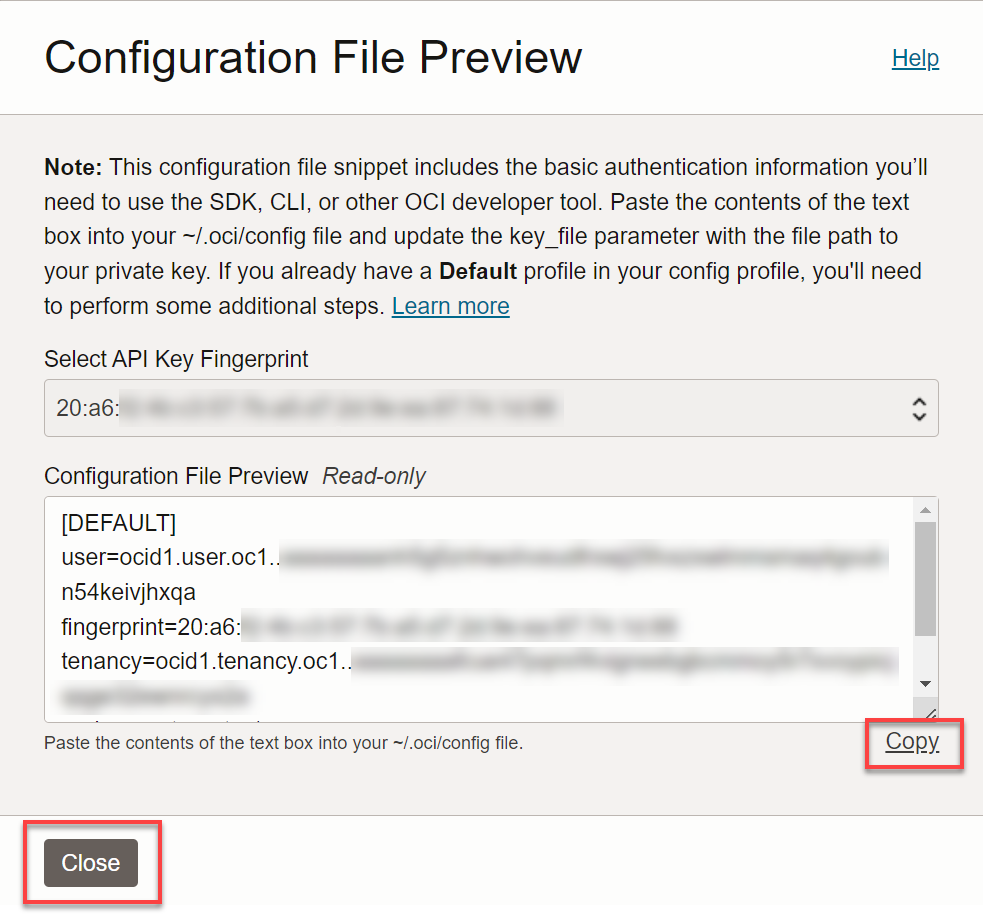 Configuration File Preview
Help
Note: This configuration file snippet includes the basic authentication information you’ll
need to use the SDK, CLI, or other OCI developer tool. Paste the contents of the text
box into your ~/.oci/config file and update the key_file parameter with the file path to
your private key. If you already have a Default profile in your config profile, you'll need
to perform some additional steps. Learn more
Select API Key Fingerprint
20:a6:
Configuration File Preview Read-only
[DEFAULT]
user=ocid1.user.oc1..
n54keivjhxqa
fingerprint=20:a6:
tenancy=ocid1.tenancy.oc1..
Paste the contents of the text box into your ~/.oci/config file.
Copy
Close